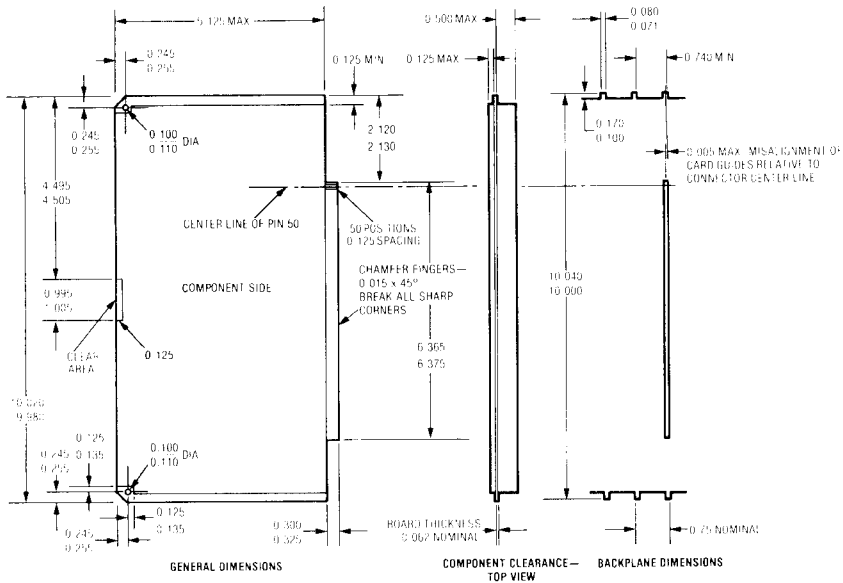 5.125 MAX
0.500 MAX
0.080
0.071
0.245
0.255
0.125 MIN
0.125 MAX
0.740 MIN
0.245
0.255
0.100
0.110 DIA
2.120
2.130
0.170
0.100
0.005 MAX. MISALIGNMENT OF
CARD GUIDES RELATIVE TO
CONNECTOR CENTER LINE
4.495
4.505
CENTER LINE OF PIN 50
50 POSITIONS
0.125 SPACING
CHAMFER FINGERS—
0.015 x 45°
BREAK ALL SHARP
CORNERS
COMPONENT SIDE
10.040
10.000
0.995
1.005
CLEAR
AREA
0.125
6.365
6.375
10.020
9.980
0.125
0.135
0.100
0.110 DIA
0.245
0.255
0.125
0.135
0.245
0.255
0.300
0.325
BOARD THICKNESS
0.062 NOMINAL
0.75 NOMINAL
GENERAL DIMENSIONS
COMPONENT CLEARANCE—
TOP VIEW
BACKPLANE DIMENSIONS